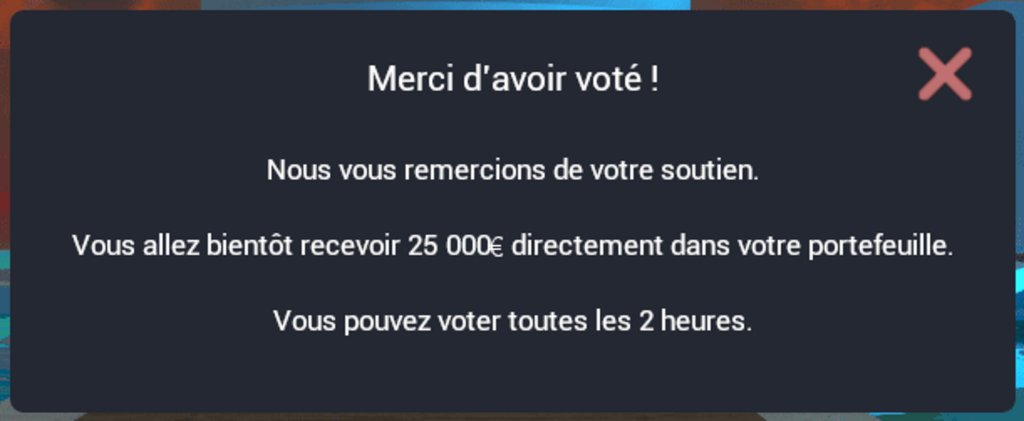 Merci d'avoir voté !
Nous vous remercions de votre soutien.
Vous allez bientôt recevoir 25 000€ directement dans votre portefeuille.
Vous pouvez voter toutes les 2 heures.